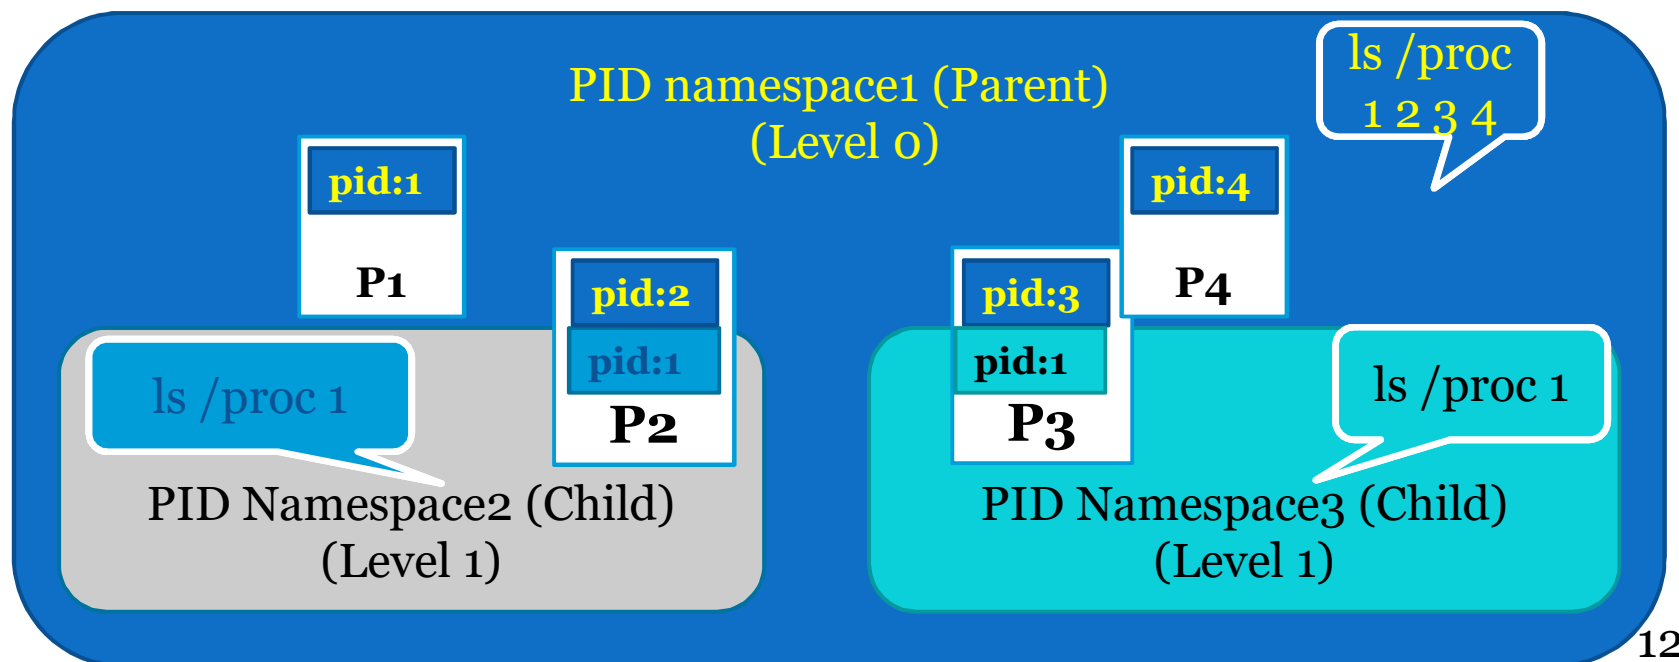 PID namespace1 (Parent)
(Level 0)
ls /proc
1 2 3 4
pid:1
P1
pid:2
pid:1
P2
pid:3
pid:1
P3
pid:4
P4
ls /proc 1
PID Namespace2 (Child)
(Level 1)
ls /proc 1
PID Namespace3 (Child)
(Level 1)
12